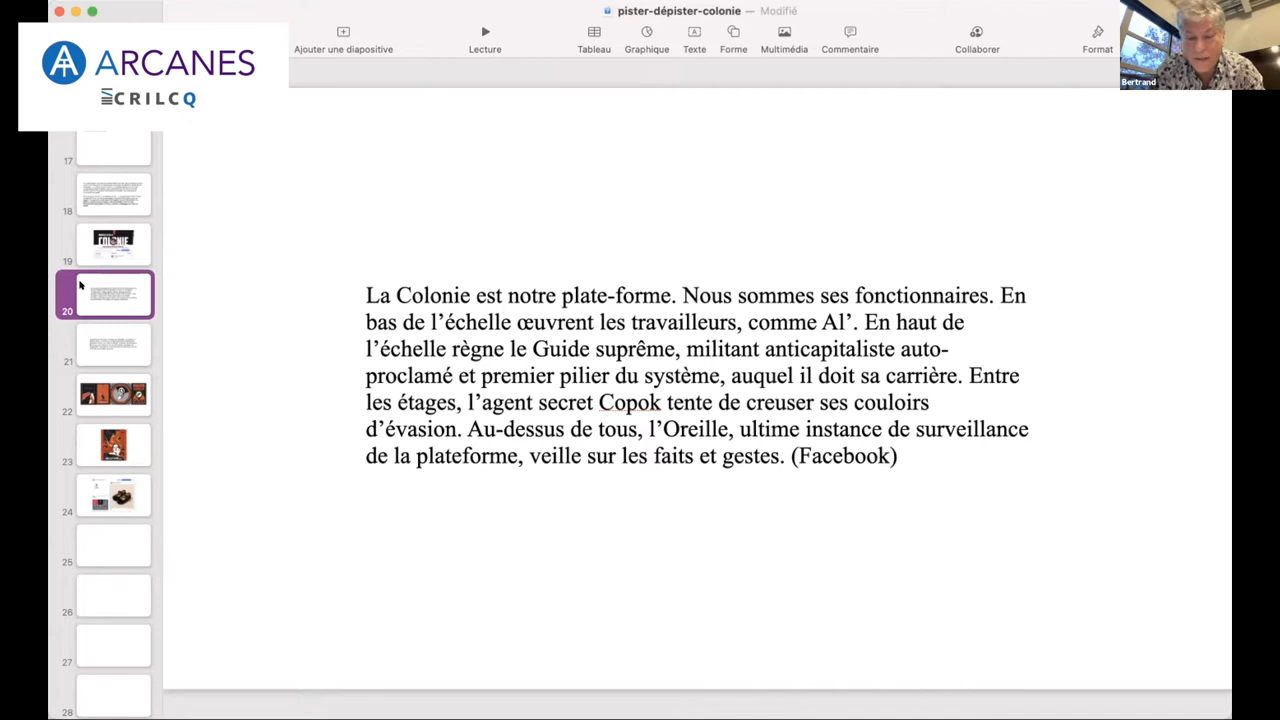 pister-dépister-colonie — Modifié
Ajouter une diapositive
Lecture
Tableau
Graphique
Texte
Forme
Multimédia
Commentaire
Collaborer
Format
Bertrand
ARCANES
CRILCQ
17
18
19
20
21
22
23
24
25
26
27
28
La Colonie est notre plate-forme. Nous sommes ses fonctionnaires. En
bas de l’échelle œuvrent les travailleurs, comme Al’. En haut de
l’échelle règne le Guide suprême, militant anticapitaliste auto-
proclamé et premier pilier du système, auquel il doit sa carrière. Entre
les étages, l’agent secret Copok tente de creuser ses couloirs
d’évasion. Au-dessus de tous, l’Oreille, ultime instance de surveillance
de la plateforme, veille sur les faits et gestes. (Facebook)